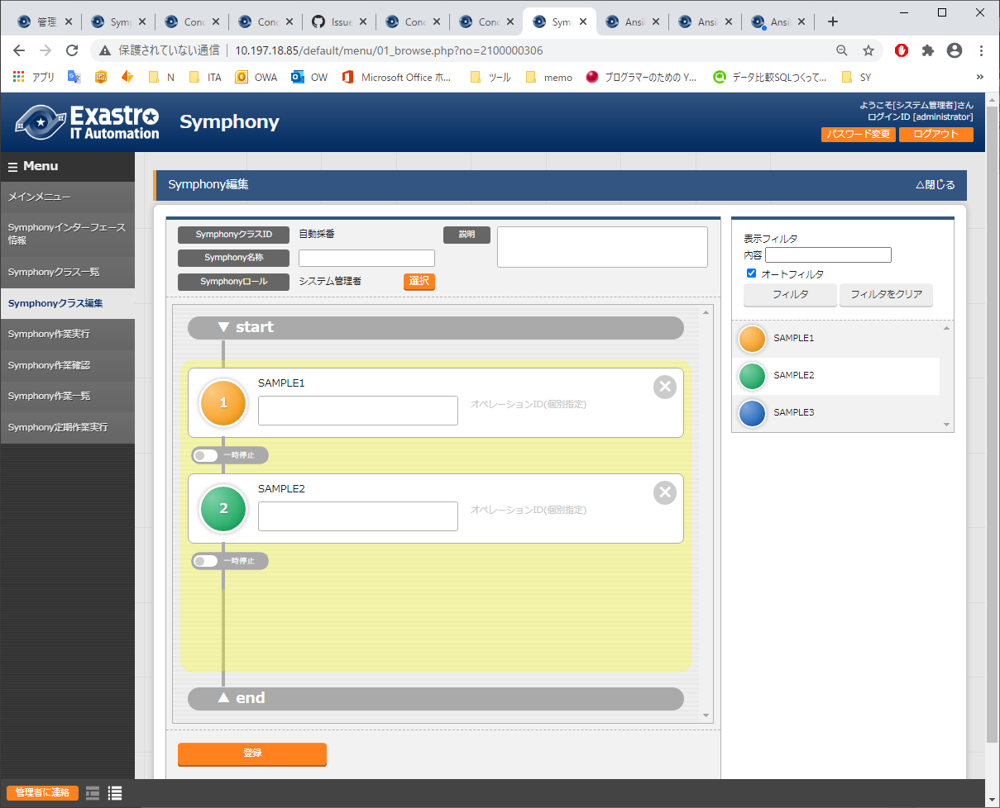 管理
Symp
Conc
Conc
Issue
Conc
Conc
Symp
Ansil
Ansil
Ansil
保護されていない通信
10.197.18.85/default/menu/01_browse.php?no=2100000306
アプリ
N
ITA
OWA
OW
Microsoft Office ホ...
ツール
memo
プログラマーのための Y...
データ比較SQLつくって...
SY
»
Exastro
IT Automation
Symphony
ようこそ[システム管理者]さん
ログインID [administrator]
パスワード変更
ログアウト
Menu
メインメニュー
Symphonyインターフェース
情報
Symphonyクラス一覧
Symphonyクラス編集
Symphony作業実行
Symphony作業確認
Symphony作業一覧
Symphony定期作業実行
Symphony編集
△閉じる
SymphonyクラスID
自動採番
説明
Symphony名称
Symphonyロール
システム管理者
選択
▼ start
1
SAMPLE1
オペレーションID(個別指定)
一時停止
2
SAMPLE2
オペレーションID(個別指定)
一時停止
▲ end
登録
表示フィルタ
内容
オートフィルタ
フィルタ
フィルタをクリア
SAMPLE1
SAMPLE2
SAMPLE3
管理者に連絡